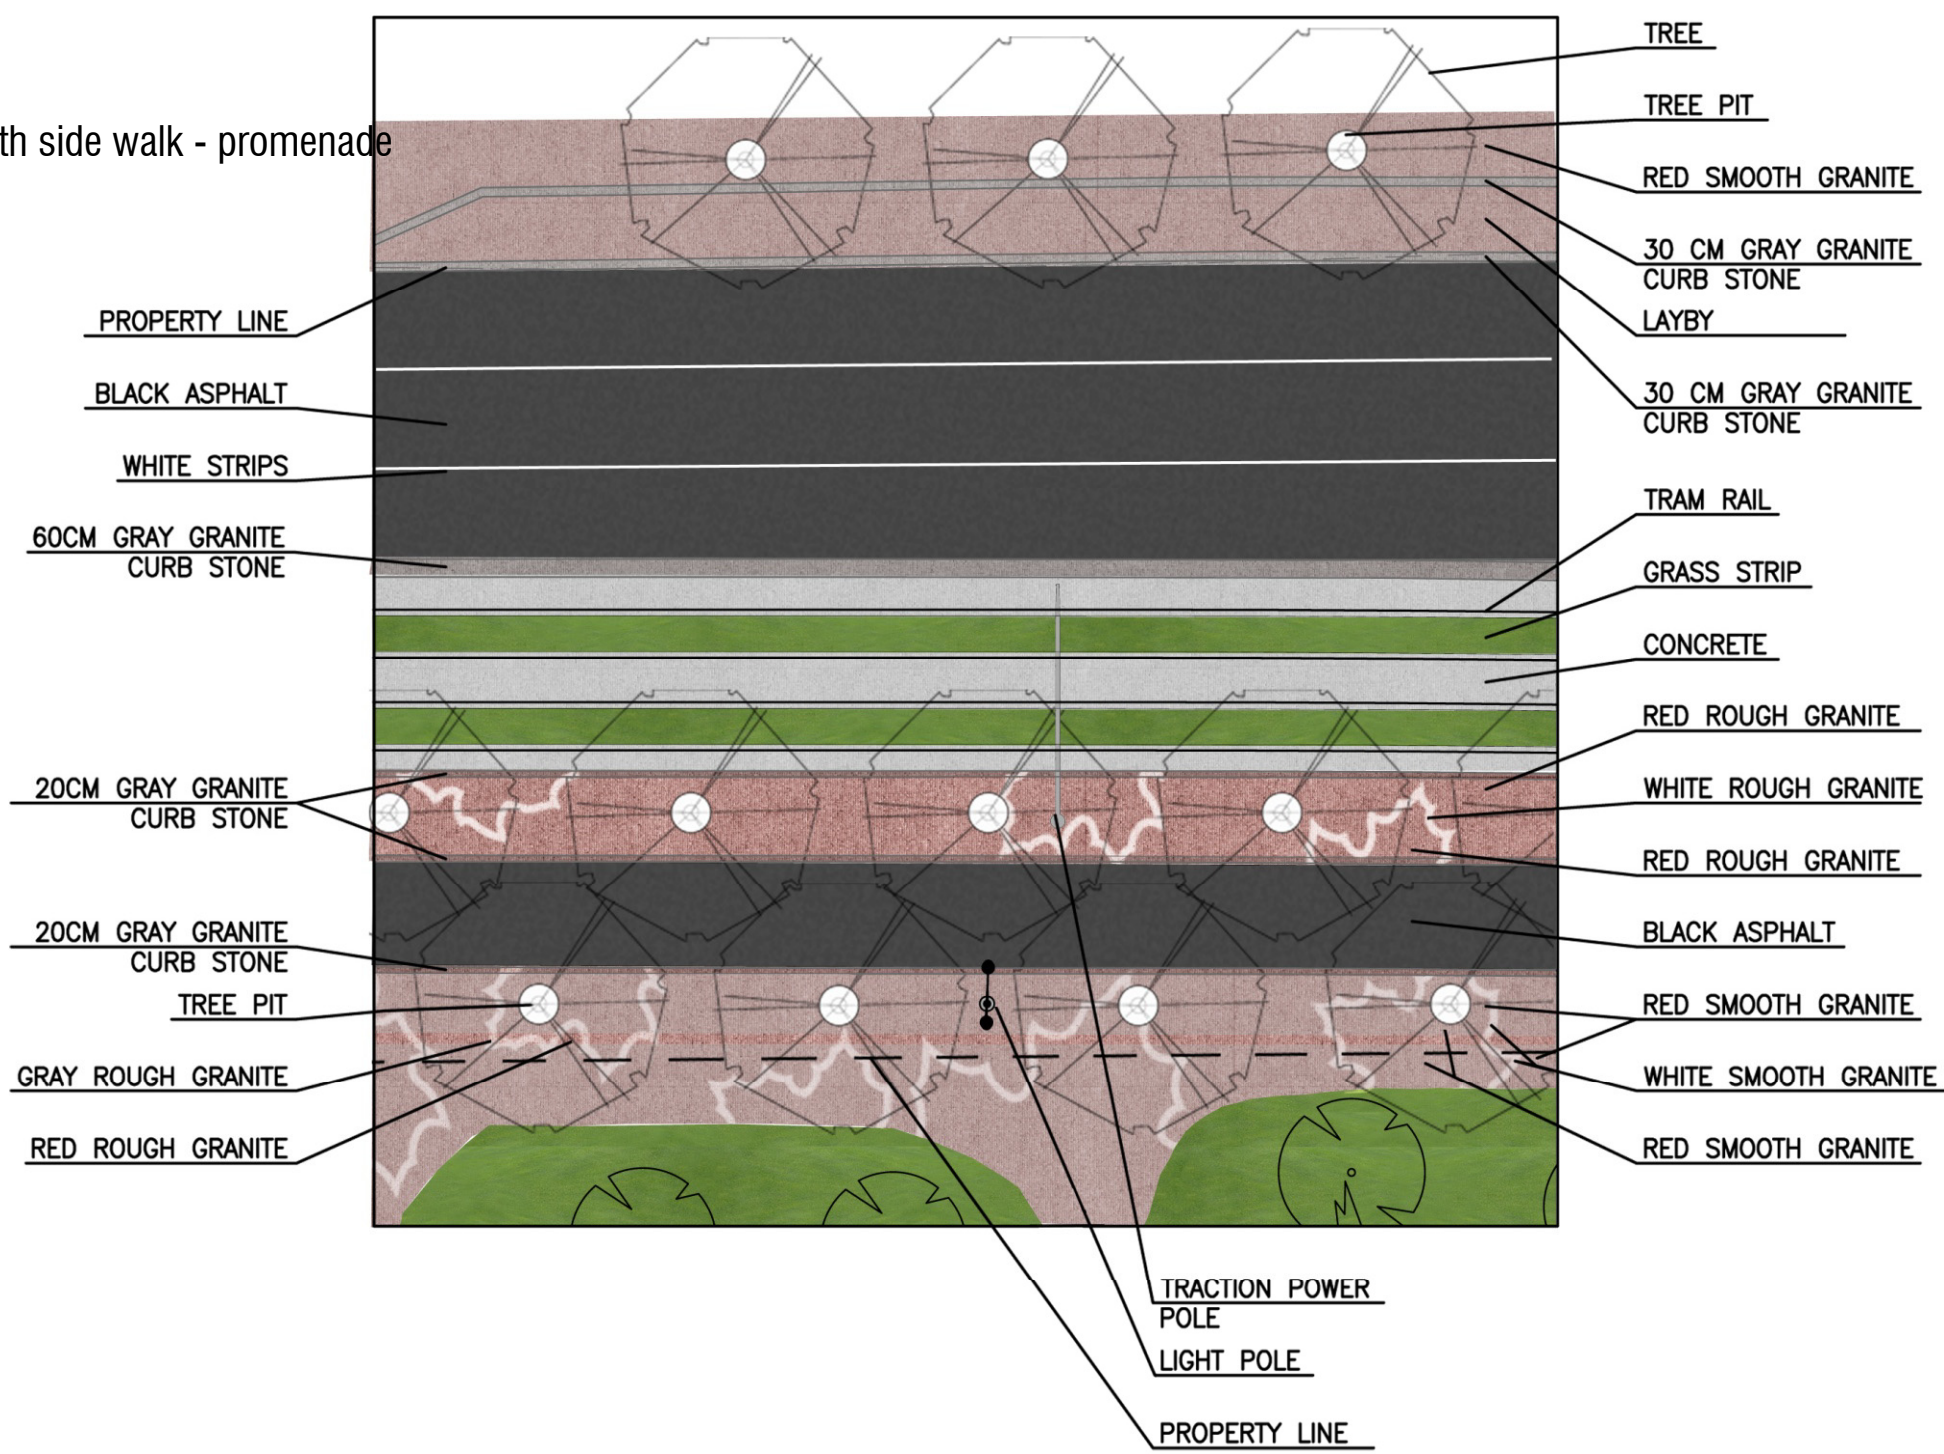 th side walk - promenade
TREE
TREE PIT
RED SMOOTH GRANITE
30 CM GRAY GRANITE
CURB STONE
LAYBY
30 CM GRAY GRANITE
CURB STONE
TRAM RAIL
GRASS STRIP
CONCRETE
RED ROUGH GRANITE
WHITE ROUGH GRANITE
RED ROUGH GRANITE
BLACK ASPHALT
RED SMOOTH GRANITE
WHITE SMOOTH GRANITE
RED SMOOTH GRANITE
PROPERTY LINE
BLACK ASPHALT
WHITE STRIPS
60CM GRAY GRANITE
CURB STONE
20CM GRAY GRANITE
CURB STONE
20CM GRAY GRANITE
CURB STONE
TREE PIT
GRAY ROUGH GRANITE
RED ROUGH GRANITE
TRACTION POWER
POLE
LIGHT POLE
PROPERTY LINE